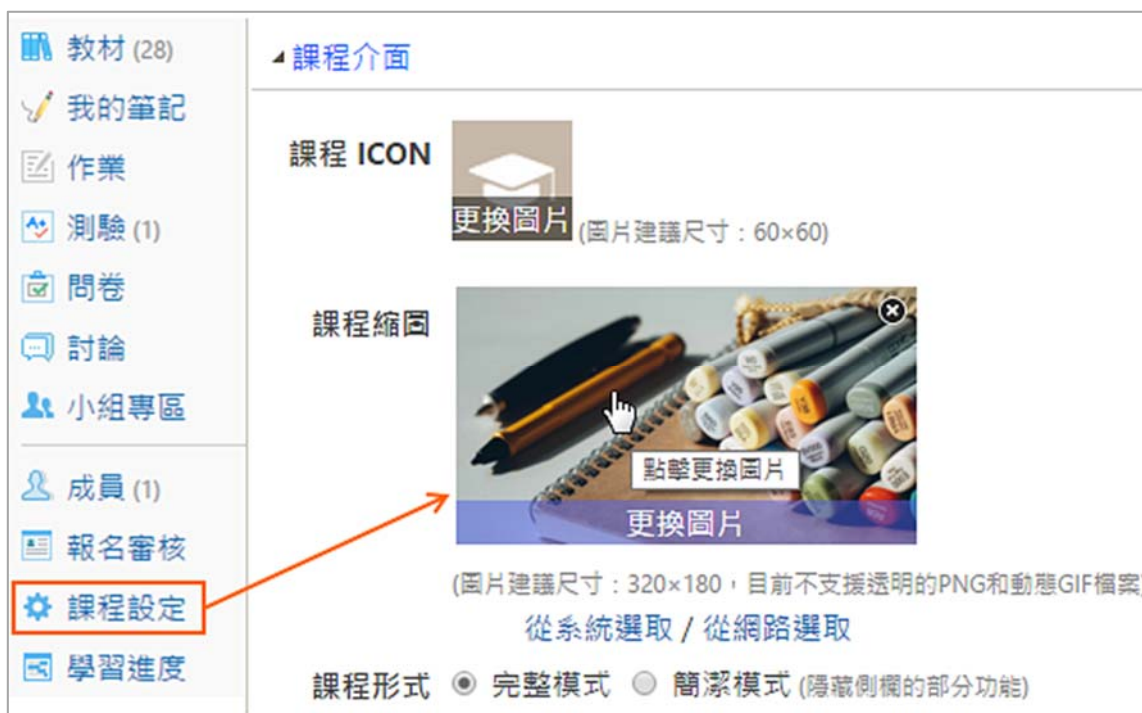 教材 (28)
我的筆記
作業
測驗 (1)
問卷
討論
小組專區
成員 (1)
報名審核
課程設定
學習進度
課程介面
課程 ICON
更換圖片
(圖片建議尺寸：60×60)
課程縮圖
點擊更換圖片
更換圖片
(圖片建議尺寸：320×180，目前不支援透明的PNG和動態GIF檔案)
從系統選取 / 從網路選取
課程形式 完整模式 簡潔模式 (隱藏側欄的部分功能)